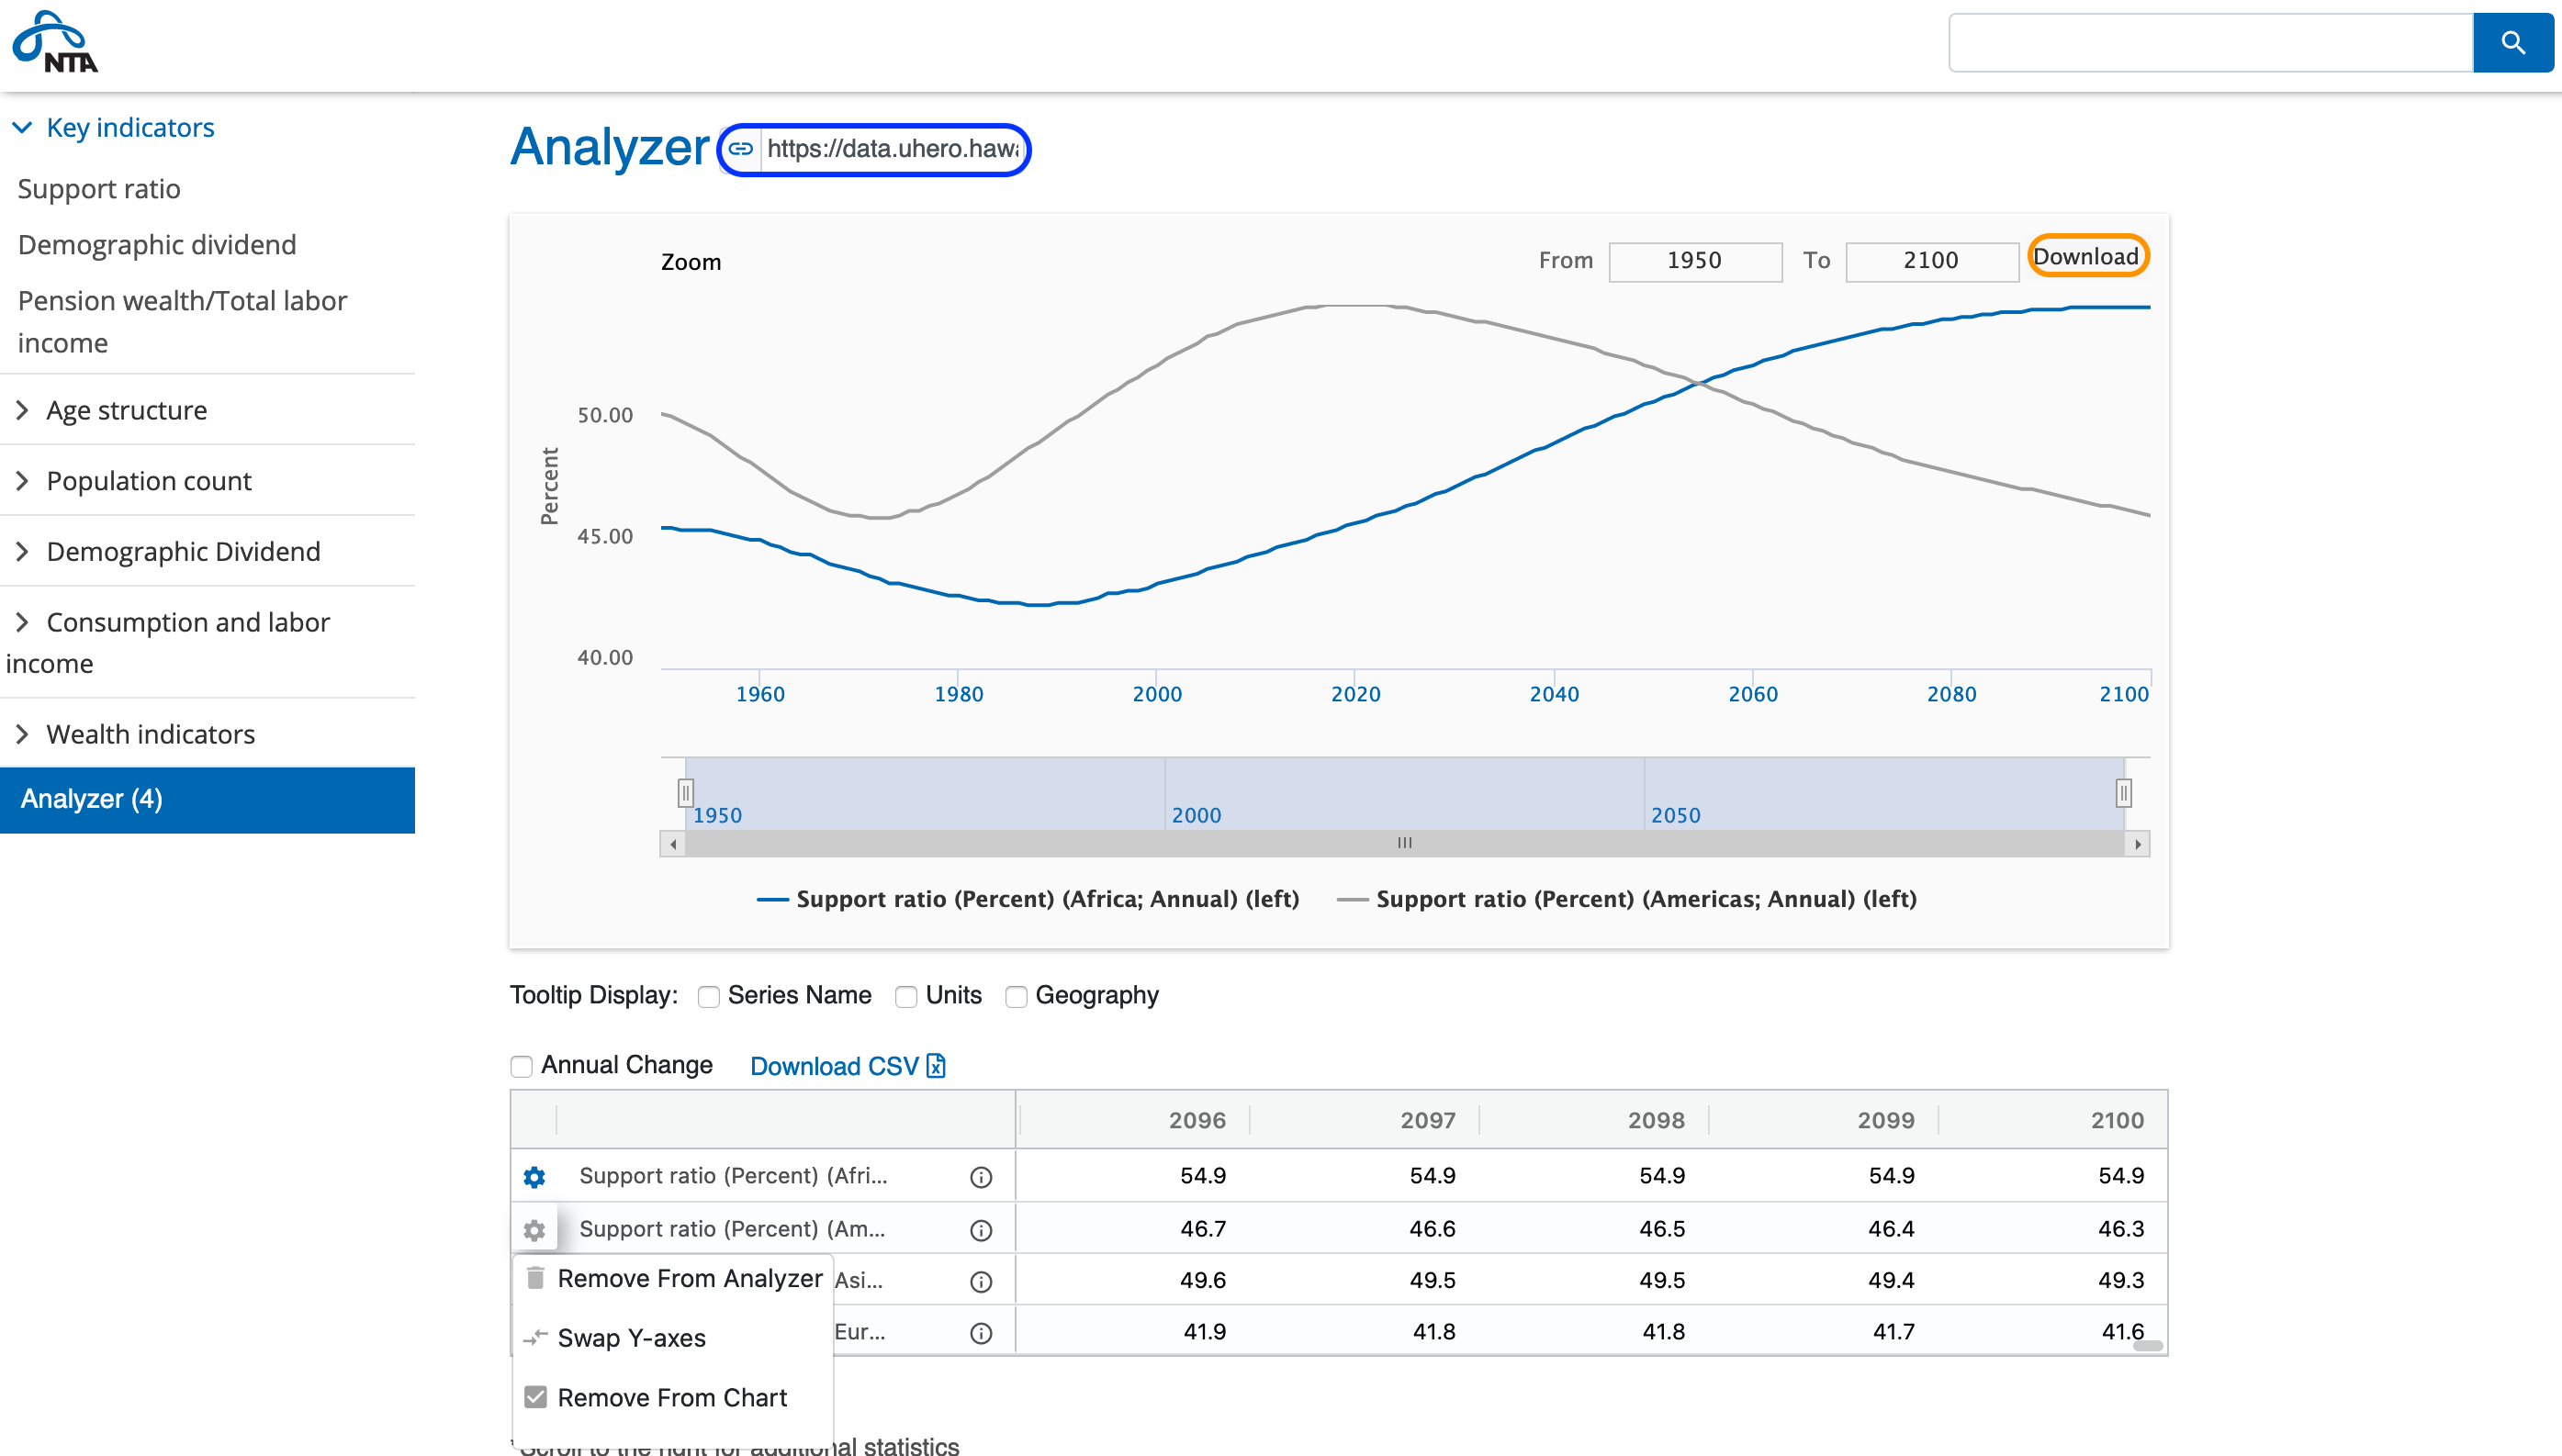 NTA
Key indicators
Support ratio
Demographic dividend
Pension wealth/Total labor
income
Age structure
Population count
Demographic Dividend
Consumption and labor
income
Wealth indicators
Analyzer (4)
Analyzer https://data.uhero.hawa
Zoom From 1950 To 2100 Download
Percent
50.00
45.00
40.00
1960 1980 2000 2020 2040 2060 2080 2100
1950 2000 2050
Support ratio (Percent) (Africa; Annual) (left) Support ratio (Percent) (Americas; Annual) (left)
Tooltip Display: Series Name Units Geography
Annual Change Download CSV
2096 2097 2098 2099 2100
Support ratio (Percent) (Afri... 54.9 54.9 54.9 54.9 54.9
Support ratio (Percent) (Am... 46.7 46.6 46.5 46.4 46.3
Remove From Analyzer Asi... 49.6 49.5 49.5 49.4 49.3
Eur... 41.9 41.8 41.8 41.7 41.6
Swap Y-axes
Remove From Chart
*Scroll to the right for additional statistics